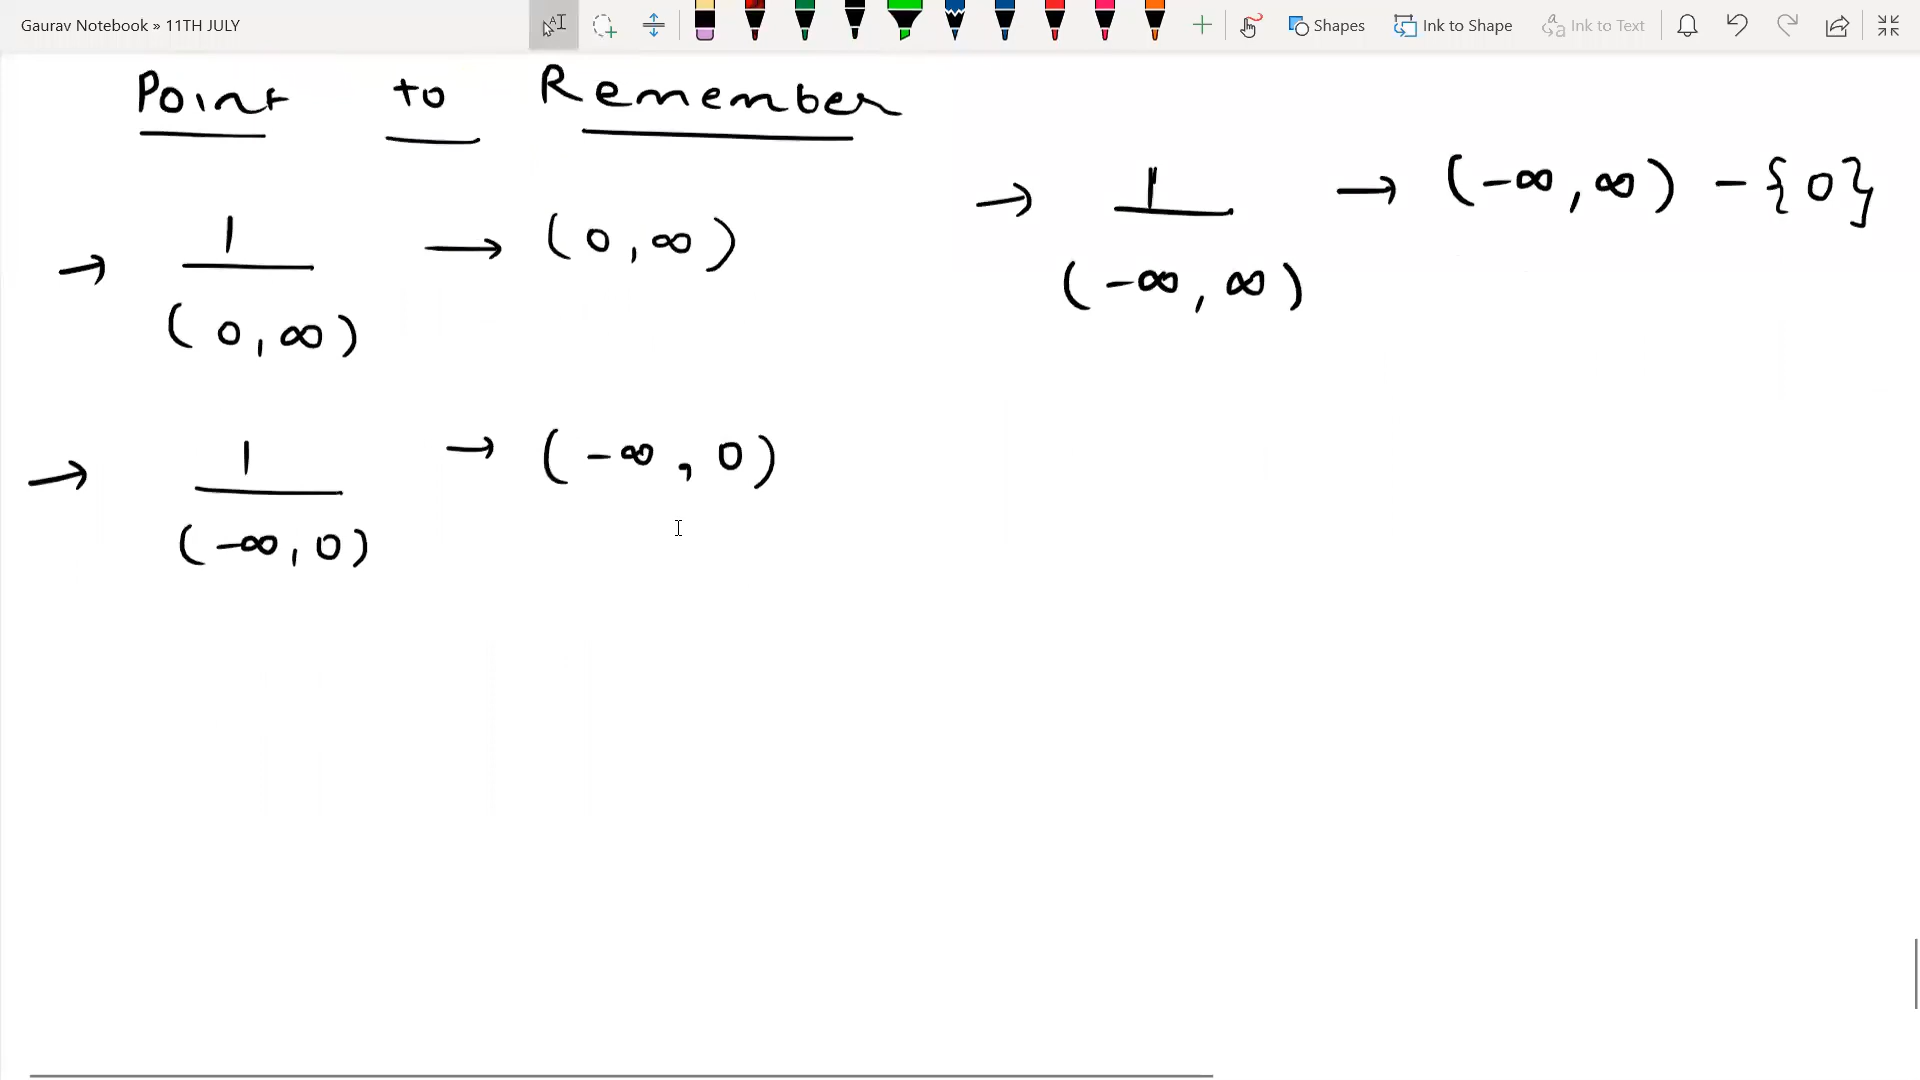 Gaurav Notebook » 11TH JULY
Shapes Ink to Shape Ink to Text
Point to Remember
→ 1/(0,∞) → (0,∞)
→ 1/(-∞,0) → (-∞,0)
→ 1/(-∞,∞) → (-∞,∞) - {0}